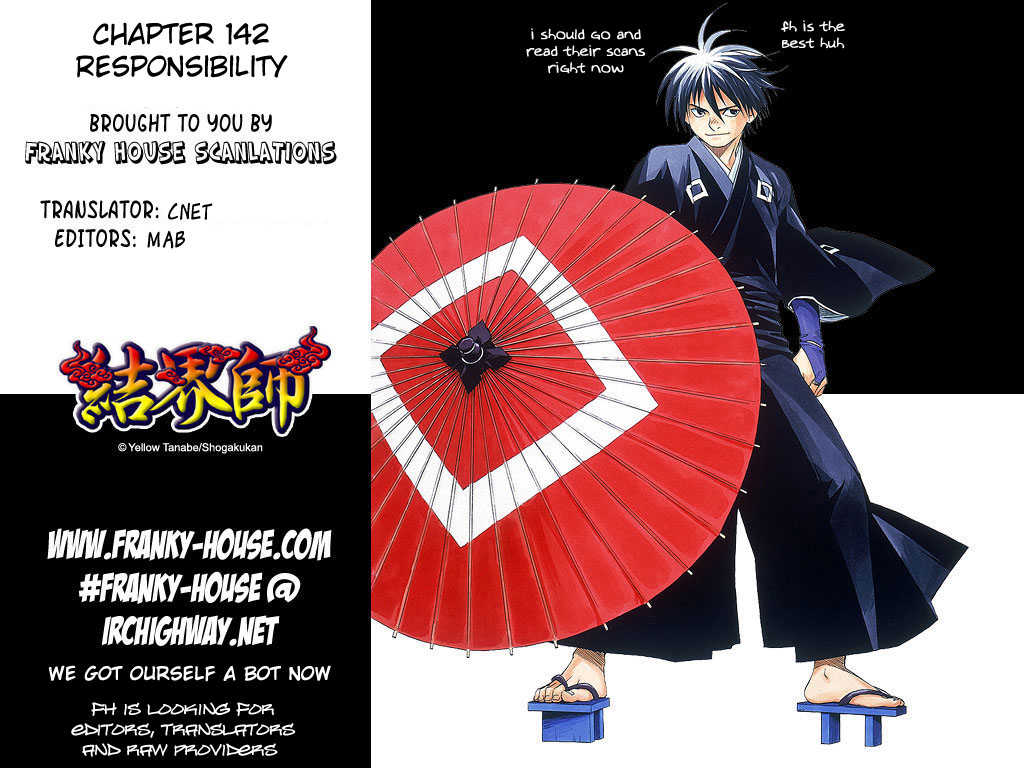 CHAPTER 142
RESPONSIBILITY
BROUGHT TO YOU BY
FRANKY HOUSE SCANLATIONS
TRANSLATOR: CNET
EDITORS: MAB
結界師
© Yellow Tanabe/Shogakukan
WWW.FRANKY-HOUSE.COM
#FRANKY-HOUSE @
IRCHIGHWAY.NET
WE GOT OURSELF A BOT NOW
FH IS LOOKING FOR
EDITORS, TRANSLATORS
AND RAW PROVIDERS
i should go and
read their scans
right now
fh is the
Best huh